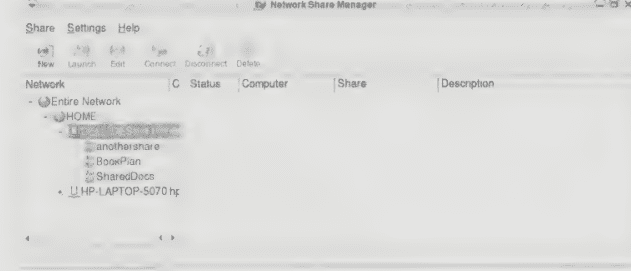 Network Share Manager
Share Settings Help
New Launch Edit Connect Disconnect Delete
Network C Status Computer Share Description
Entire Network
HOME
anothershare
BookPlan
SharedDocs
HP-LAPTOP-5070 hp